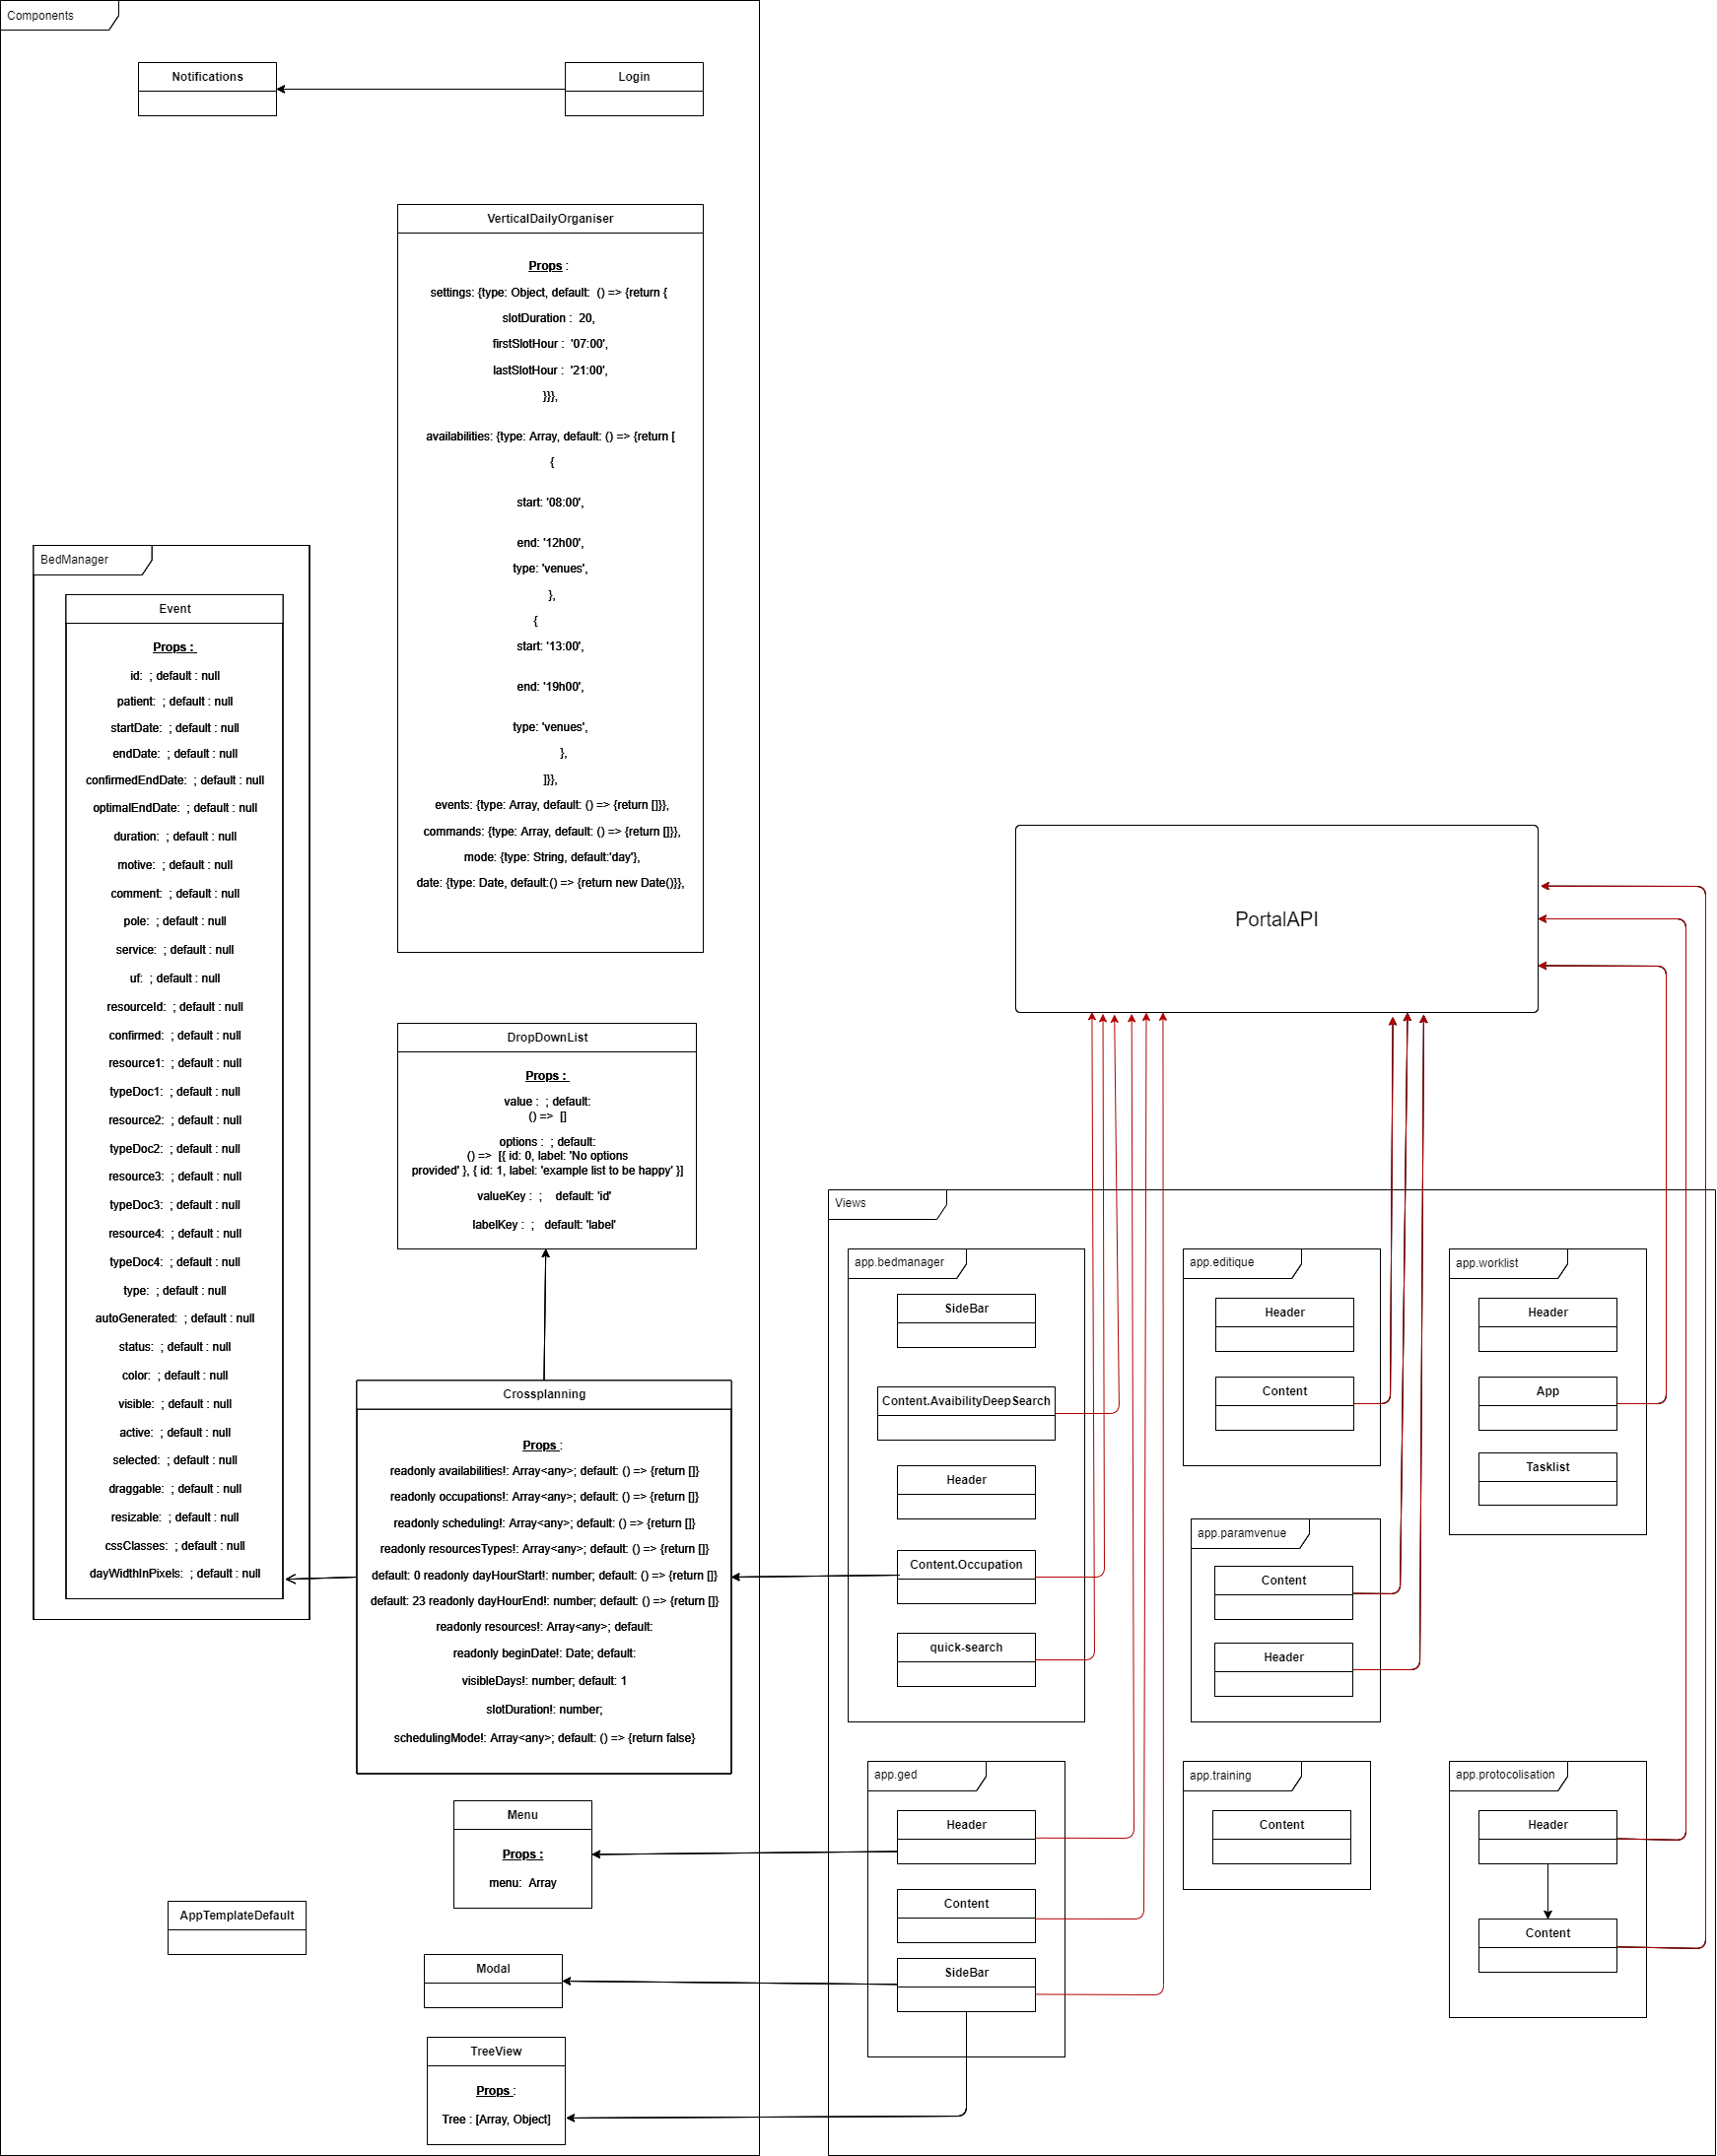 Components
Notifications
Login
VerticalDailyOrganiser
Props :
settings: {type: Object, default:  () => {return {
slotDuration :  20,
firstSlotHour :  '07:00',
lastSlotHour :  '21:00',
}}},
availabilities: {type: Array, default: () => {return [
{
start: '08:00',
end: '12h00',
type: 'venues',
},
{
start: '13:00',
end: '19h00',
type: 'venues',
},
]}},
events: {type: Array, default: () => {return []}},
commands: {type: Array, default: () => {return []}},
mode: {type: String, default:'day'},
date: {type: Date, default:() => {return new Date()}},
BedManager
Event
Props :
id:  ; default : null
patient:  ; default : null
startDate:  ; default : null
endDate:  ; default : null
confirmedEndDate:  ; default : null
optimalEndDate:  ; default : null
duration:  ; default : null
motive:  ; default : null
comment:  ; default : null
pole:  ; default : null
service:  ; default : null
uf:  ; default : null
resourceId:  ; default : null
confirmed:  ; default : null
resource1:  ; default : null
typeDoc1:  ; default : null
resource2:  ; default : null
typeDoc2:  ; default : null
resource3:  ; default : null
typeDoc3:  ; default : null
resource4:  ; default : null
typeDoc4:  ; default : null
type:  ; default : null
autoGenerated:  ; default : null
status:  ; default : null
color:  ; default : null
visible:  ; default : null
active:  ; default : null
selected:  ; default : null
draggable:  ; default : null
resizable:  ; default : null
cssClasses:  ; default : null
dayWidthInPixels:  ; default : null
DropDownList
Props :
value :  ; default:
() =>  []
options :  ; default:
() =>  [{ id: 0, label: 'No options
provided' }, { id: 1, label: 'example list to be happy' }]
valueKey :  ;    default: 'id'
labelKey :  ;   default: 'label'
Crossplanning
Props :
readonly availabilities!: Array<any>; default: () => {return []}
readonly occupations!: Array<any>; default: () => {return []}
readonly scheduling!: Array<any>; default: () => {return []}
readonly resourcesTypes!: Array<any>; default: () => {return []}
default: 0 readonly dayHourStart!: number; default: () => {return []}
default: 23 readonly dayHourEnd!: number; default: () => {return []}
readonly resources!: Array<any>; default:
readonly beginDate!: Date; default:
visibleDays!: number; default: 1
slotDuration!: number;
schedulingMode!: Array<any>; default: () => {return false}
Menu
Props :
menu:  Array
AppTemplateDefault
Modal
TreeView
Props :
Tree : [Array, Object]
PortalAPI
Views
app.bedmanager
SideBar
Content.AvaibilityDeepSearch
Header
Content.Occupation
quick-search
app.editique
Header
Content
app.worklist
Header
App
Tasklist
app.paramvenue
Content
Header
app.ged
Header
Content
SideBar
app.training
Content
app.protocolisation
Header
Content